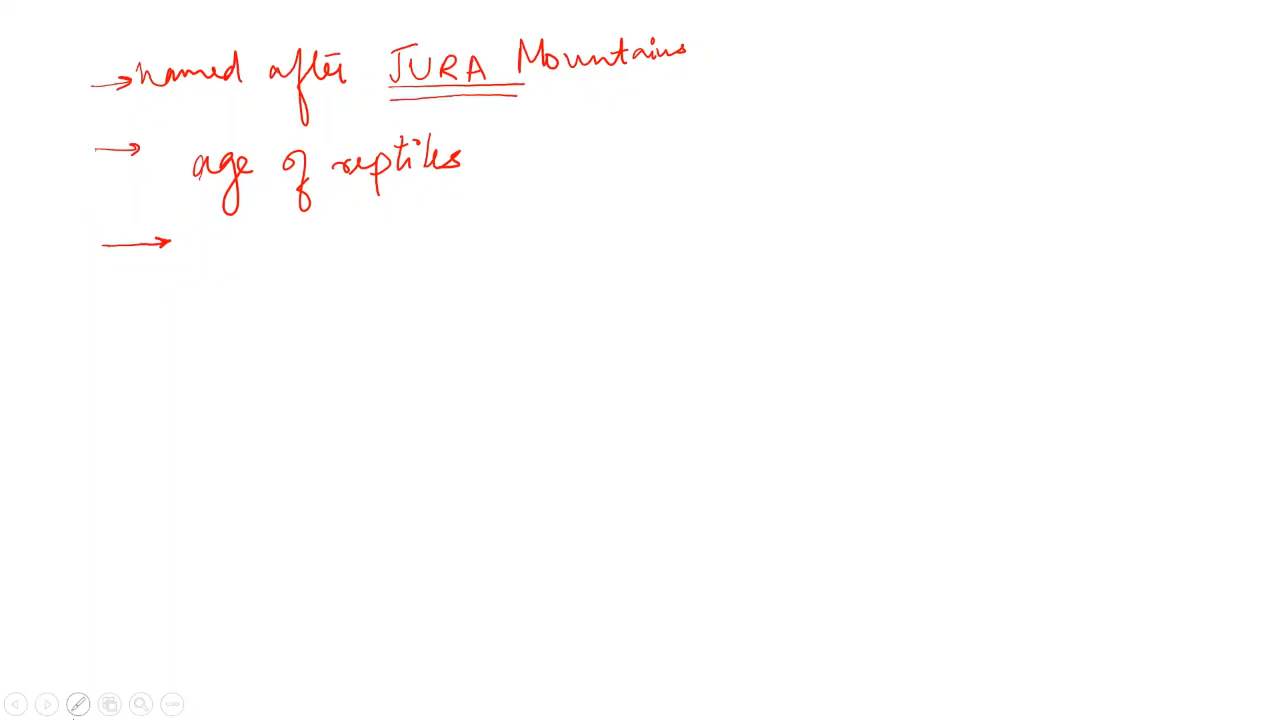 → named after JURA Mountains
→ age of reptiles
→